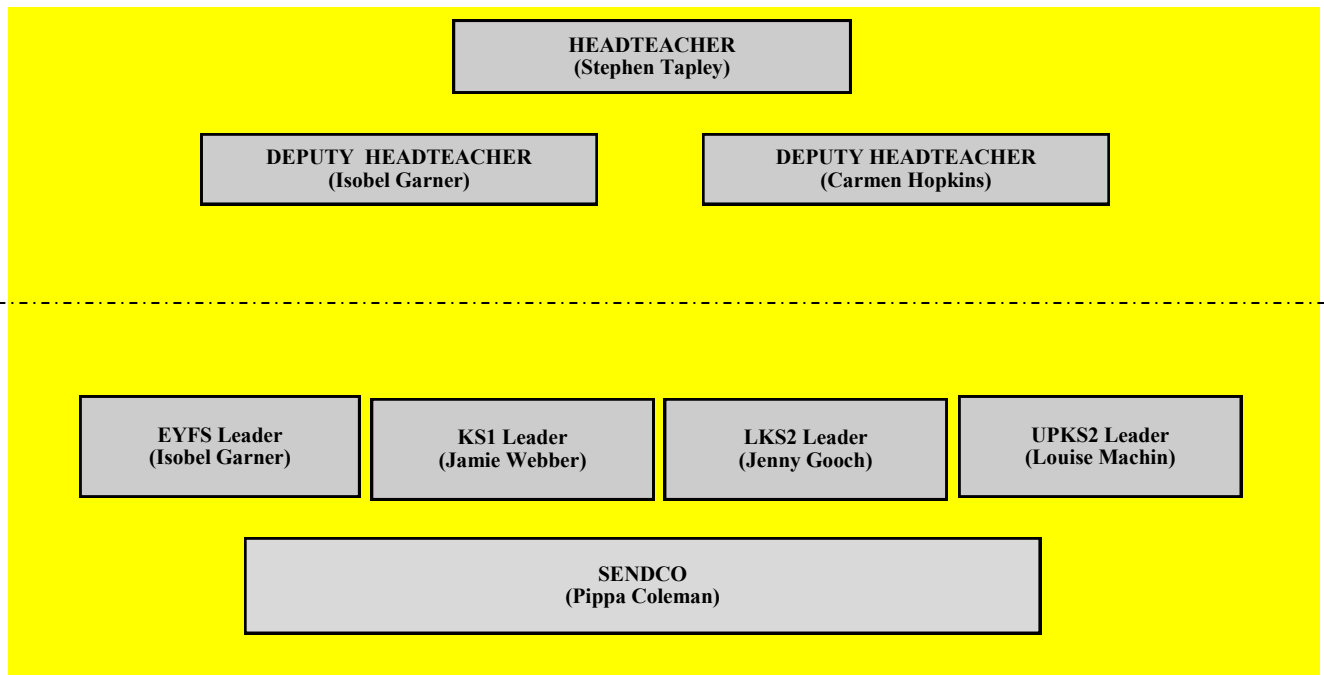 HEADTEACHER
(Stephen Tapley)
DEPUTY  HEADTEACHER
(Isobel Garner)
DEPUTY HEADTEACHER
(Carmen Hopkins)
EYFS Leader
(Isobel Garner)
KS1 Leader
(Jamie Webber)
LKS2 Leader
(Jenny Gooch)
UPKS2 Leader
(Louise Machin)
SENDCO
(Pippa Coleman)